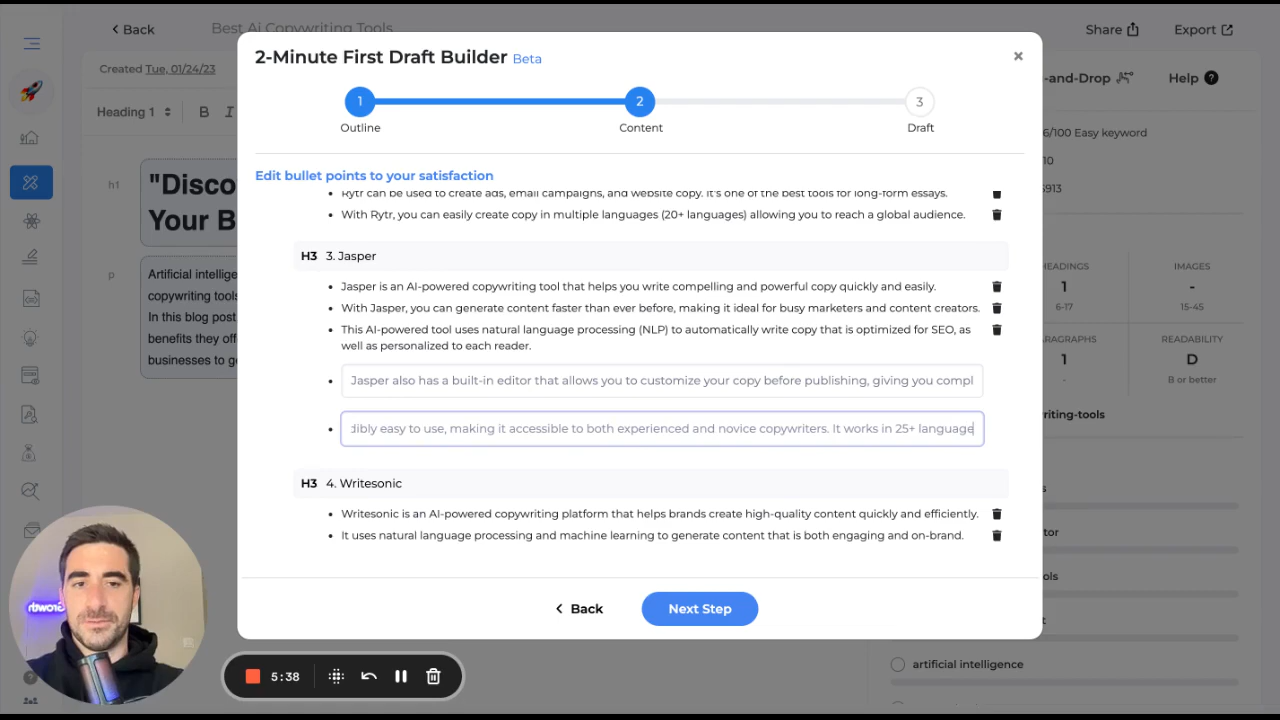 Back
Best Ai Copywriting Tools
Share
Export
Created Tue, 01/24/23
-and-Drop
Help
Heading 1
B I
h1
"Disco
Your B
p
Artificial intellige
copywriting tools
In this blog post
benefits they off
businesses to ge
2-Minute First Draft Builder Beta
1
2
3
Outline
Content
Draft
Edit bullet points to your satisfaction
Rytr can be used to create ads, email campaigns, and website copy. It's one of the best tools for long-form essays.
With Rytr, you can easily create copy in multiple languages (20+ languages) allowing you to reach a global audience.
H3 3. Jasper
Jasper is an AI-powered copywriting tool that helps you write compelling and powerful copy quickly and easily.
With Jasper, you can generate content faster than ever before, making it ideal for busy marketers and content creators.
This AI-powered tool uses natural language processing (NLP) to automatically write copy that is optimized for SEO, as
well as personalized to each reader.
Jasper also has a built-in editor that allows you to customize your copy before publishing, giving you compl
dibly easy to use, making it accessible to both experienced and novice copywriters. It works in 25+ language
H3 4. Writesonic
Writesonic is an AI-powered copywriting platform that helps brands create high-quality content quickly and efficiently.
It uses natural language processing and machine learning to generate content that is both engaging and on-brand.
Back
Next Step
6/100 Easy keyword
10
5913
HEADINGS
1
6-17
IMAGES
-
15-45
PARAGRAPHS
1
-
READABILITY
D
B or better
writing-tools
s
tor
ols
t
artificial intelligence
5:38